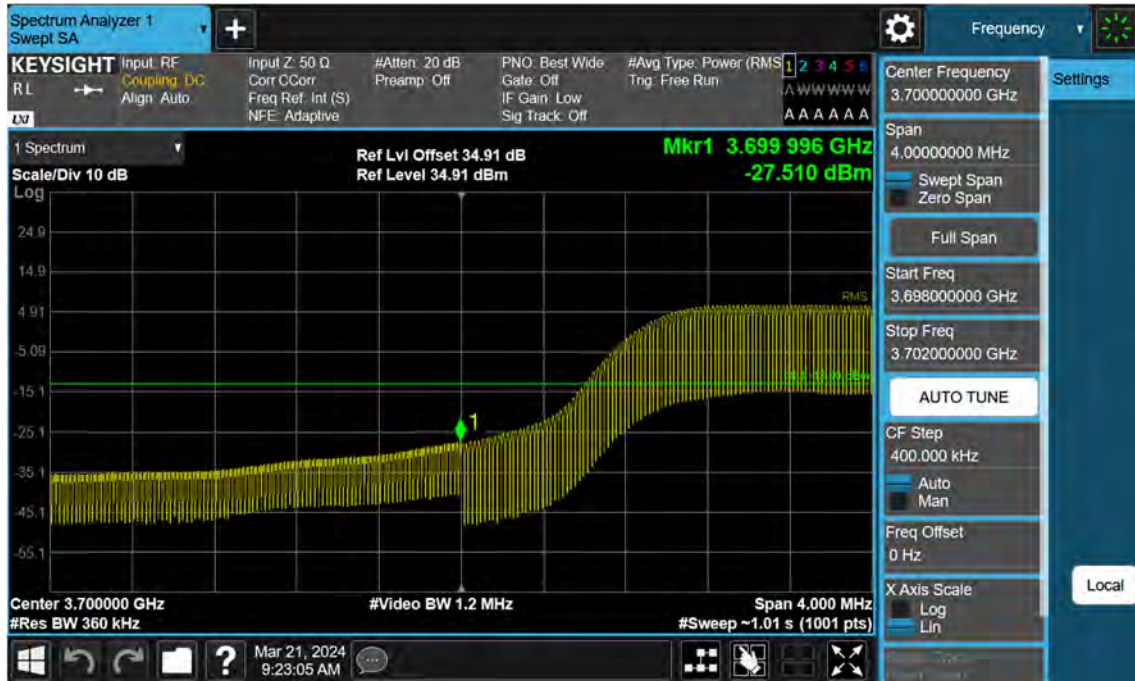 Spectrum Analyzer 1
Swept SA
Frequency
KEYSIGHT
R L
LXI
Input: RF
Coupling: DC
Align: Auto
Input Z: 50 Ω
Corr CCorr
Freq Ref: Int (S)
NFE: Adaptive
#Atten: 20 dB
Preamp: Off
PNO: Best Wide
Gate: Off
IF Gain: Low
Sig Track: Off
#Avg Type: Power (RMS
Trig: Free Run
1 2 3 4 5 6
A W W W W W
A A A A A A
1 Spectrum
Scale/Div 10 dB
Log
Ref Lvl Offset 34.91 dB
Ref Level 34.91 dBm
Mkr1 3.699 996 GHz
-27.510 dBm
24.9
14.9
4.91
-5.09
-15.1
-25.1
-35.1
-45.1
-55.1
RMS
1
Center 3.700000 GHz
#Res BW 360 kHz
#Video BW 1.2 MHz
Span 4.000 MHz
#Sweep ~1.01 s (1001 pts)
Center Frequency
3.700000000 GHz
Span
4.00000000 MHz
Swept Span
Zero Span
Full Span
Start Freq
3.698000000 GHz
Stop Freq
3.702000000 GHz
AUTO TUNE
CF Step
400.000 kHz
Auto
Man
Freq Offset
0 Hz
X Axis Scale
Log
Lin
Settings
Local
?
Mar 21, 2024
9:23:05 AM